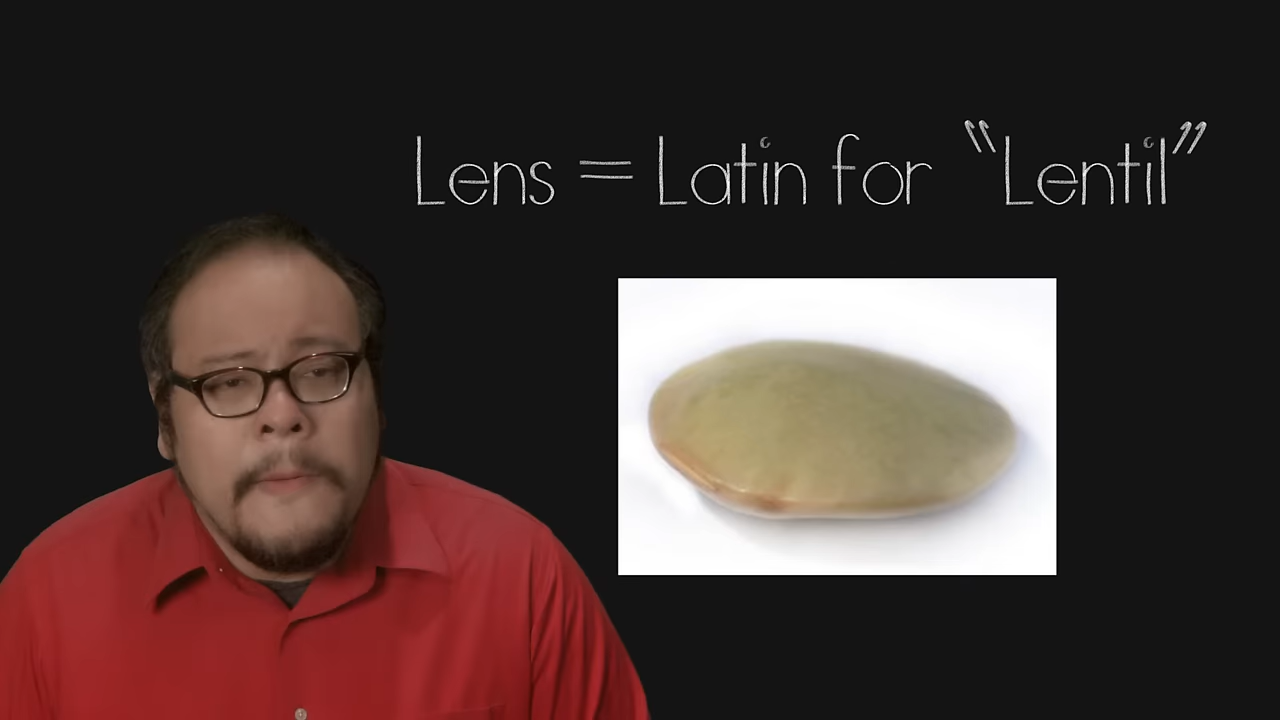 Lens = Latin for “Lentil”